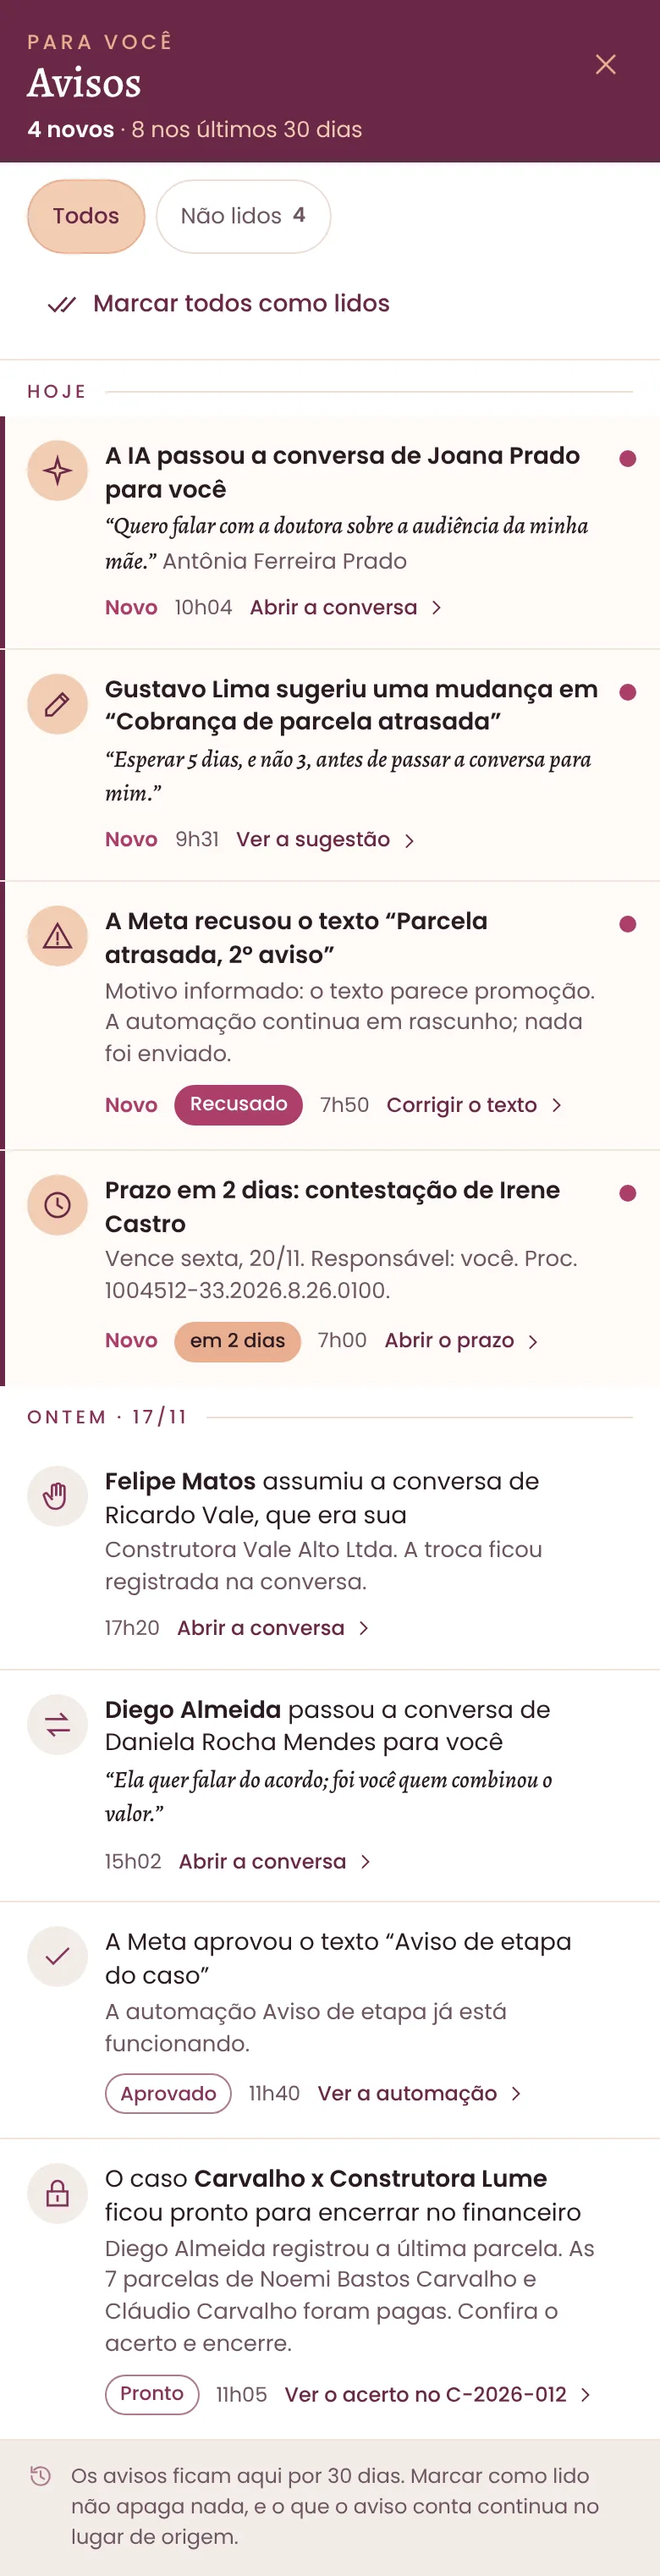 PARA VOCÊ
Avisos
4 novos · 8 nos últimos 30 dias
Todos
Não lidos 4
Marcar todos como lidos
HOJE
A IA passou a conversa de Joana Prado
para você
“Quero falar com a doutora sobre a audiência da minha
mãe.” Antônia Ferreira Prado
Novo 10h04 Abrir a conversa
Gustavo Lima sugeriu uma mudança em
“Cobrança de parcela atrasada”
“Esperar 5 dias, e não 3, antes de passar a conversa para
mim.”
Novo 9h31 Ver a sugestão
A Meta recusou o texto “Parcela
atrasada, 2º aviso”
Motivo informado: o texto parece promoção.
A automação continua em rascunho; nada
foi enviado.
Novo Recusado 7h50 Corrigir o texto
Prazo em 2 dias: contestação de Irene
Castro
Vence sexta, 20/11. Responsável: você. Proc.
1004512-33.2026.8.26.0100.
Novo em 2 dias 7h00 Abrir o prazo
ONTEM · 17/11
Felipe Matos assumiu a conversa de
Ricardo Vale, que era sua
Construtora Vale Alto Ltda. A troca ficou
registrada na conversa.
17h20 Abrir a conversa
Diego Almeida passou a conversa de
Daniela Rocha Mendes para você
“Ela quer falar do acordo; foi você quem combinou o
valor.”
15h02 Abrir a conversa
A Meta aprovou o texto “Aviso de etapa
do caso”
A automação Aviso de etapa já está
funcionando.
Aprovado 11h40 Ver a automação
O caso Carvalho x Construtora Lume
ficou pronto para encerrar no financeiro
Diego Almeida registrou a última parcela. As
7 parcelas de Noemi Bastos Carvalho e
Cláudio Carvalho foram pagas. Confira o
acerto e encerre.
Pronto 11h05 Ver o acerto no C-2026-012
Os avisos ficam aqui por 30 dias. Marcar como lido
não apaga nada, e o que o aviso conta continua no
lugar de origem.